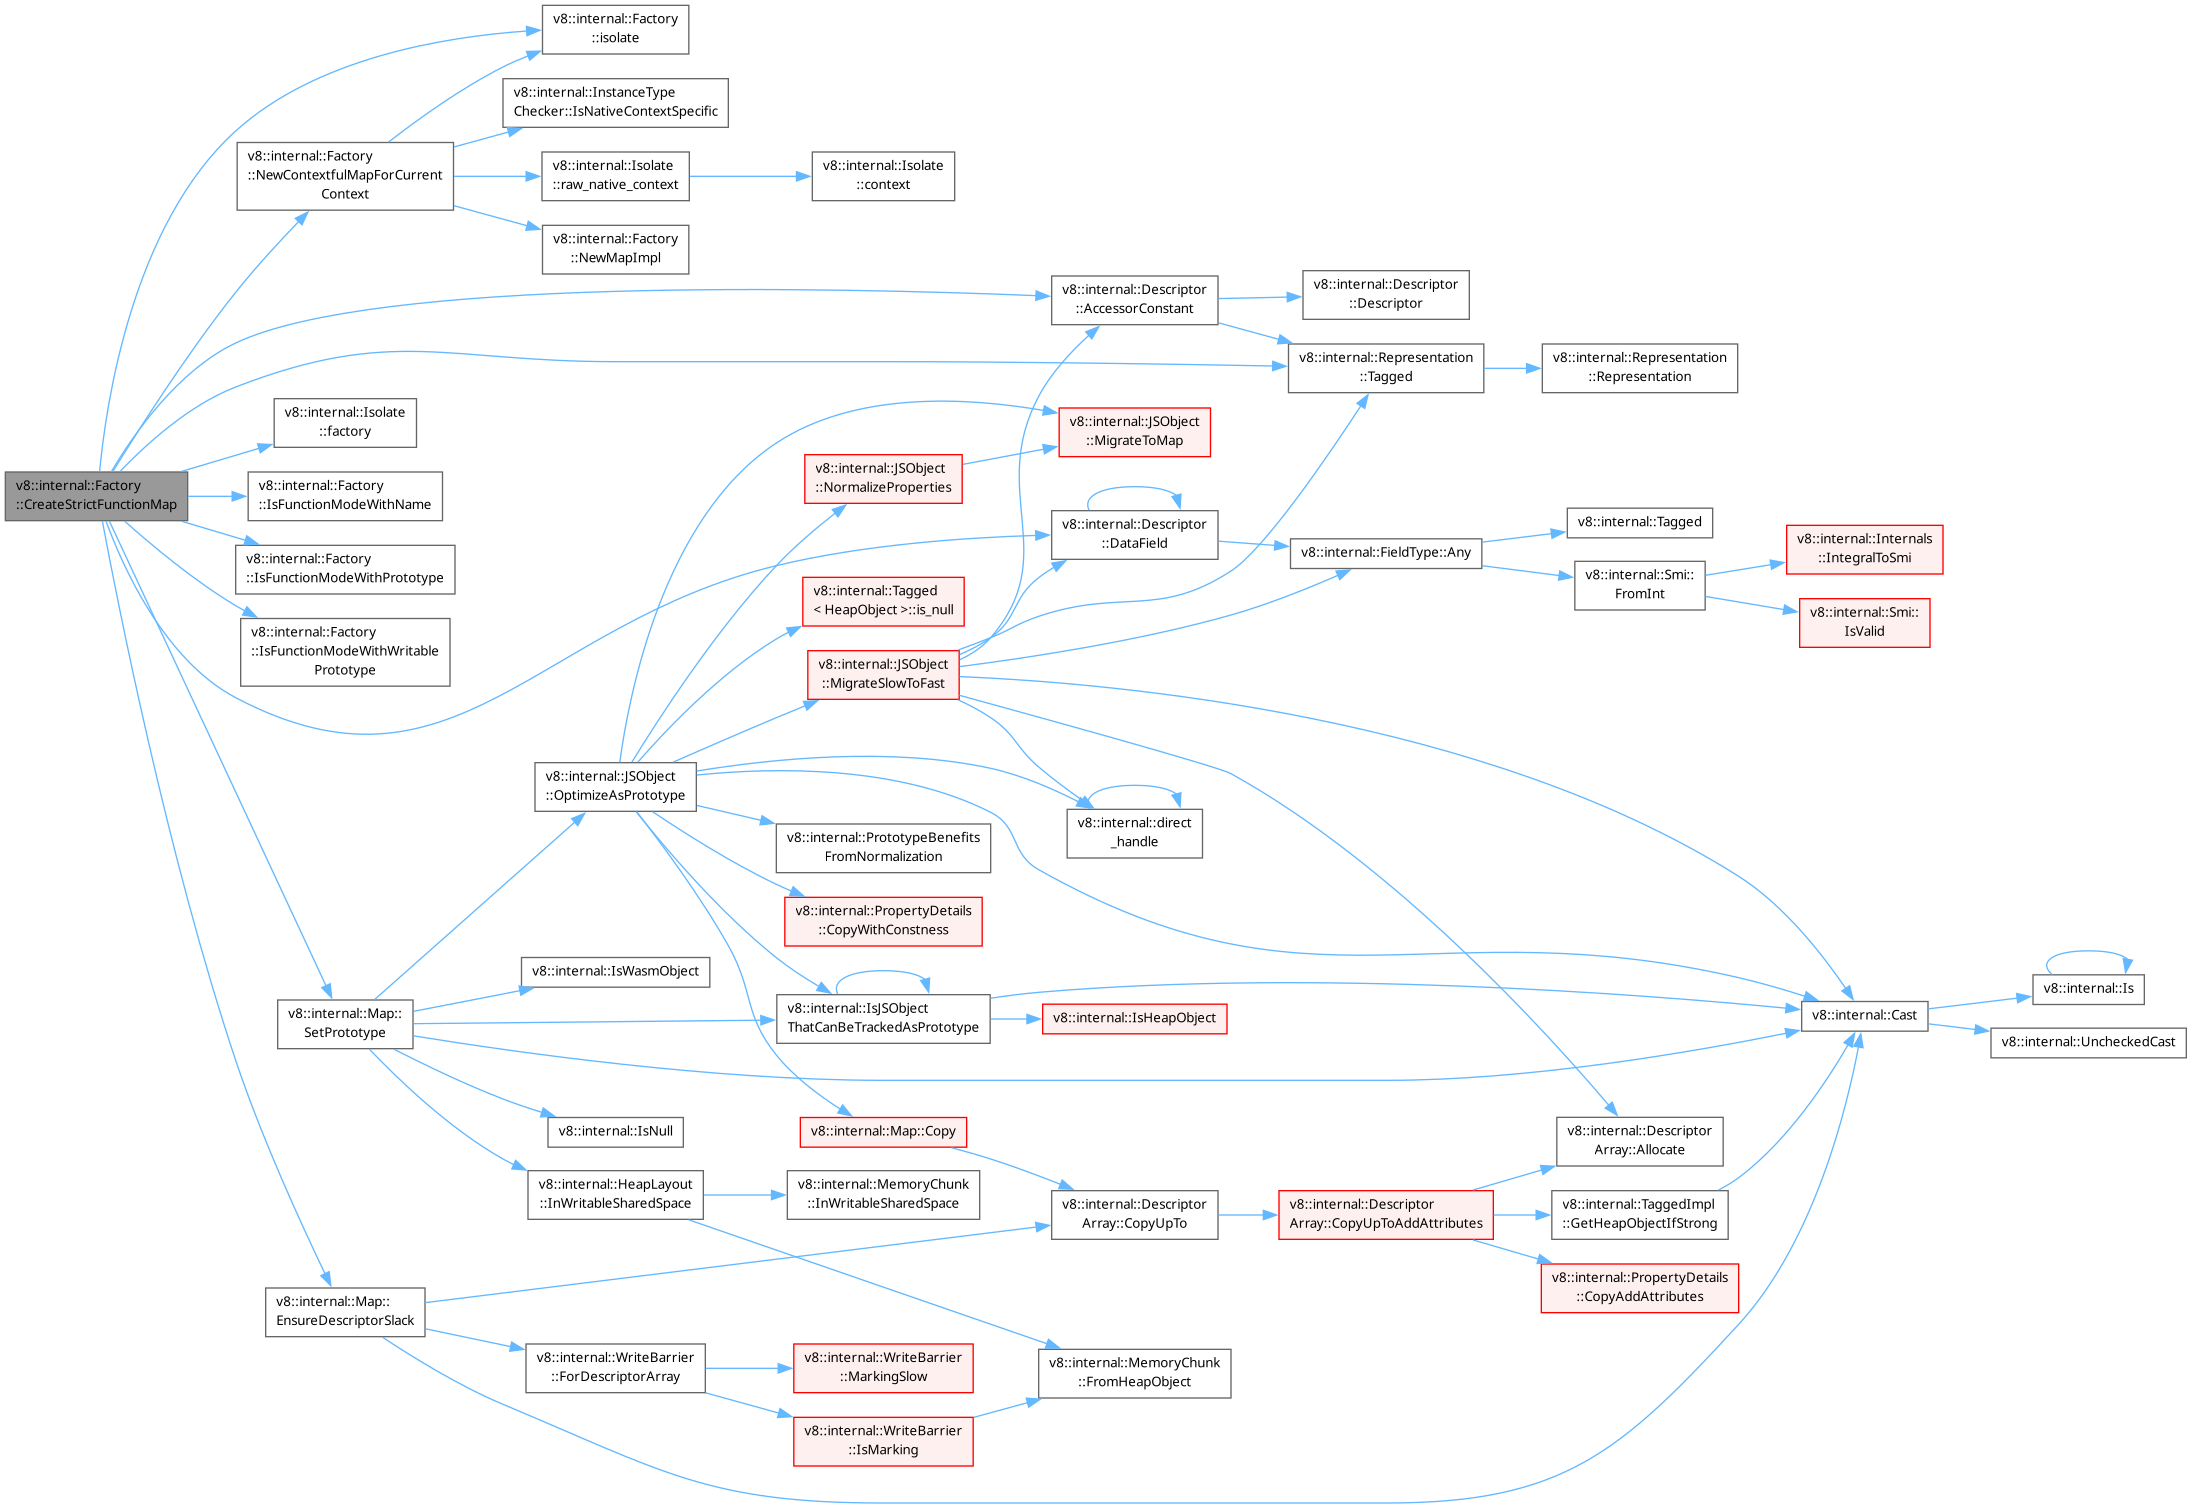 v8::internal::Factory
::CreateStrictFunctionMap
v8::internal::Factory
::isolate
v8::internal::Factory
::NewContextfulMapForCurrent
Context
v8::internal::InstanceType
Checker::IsNativeContextSpecific
v8::internal::Isolate
::raw_native_context
v8::internal::Isolate
::context
v8::internal::Factory
::NewMapImpl
v8::internal::Descriptor
::AccessorConstant
v8::internal::Descriptor
::Descriptor
v8::internal::Representation
::Tagged
v8::internal::Representation
::Representation
v8::internal::Isolate
::factory
v8::internal::Factory
::IsFunctionModeWithName
v8::internal::Factory
::IsFunctionModeWithPrototype
v8::internal::Factory
::IsFunctionModeWithWritable
Prototype
v8::internal::JSObject
::MigrateToMap
v8::internal::JSObject
::NormalizeProperties
v8::internal::Descriptor
::DataField
v8::internal::FieldType::Any
v8::internal::Tagged
v8::internal::Smi::
FromInt
v8::internal::Internals
::IntegralToSmi
v8::internal::Smi::
IsValid
v8::internal::Tagged
< HeapObject >::is_null
v8::internal::JSObject
::MigrateSlowToFast
v8::internal::JSObject
::OptimizeAsPrototype
v8::internal::direct
_handle
v8::internal::PrototypeBenefits
FromNormalization
v8::internal::PropertyDetails
::CopyWithConstness
v8::internal::IsWasmObject
v8::internal::Map::
SetPrototype
v8::internal::IsJSObject
ThatCanBeTrackedAsPrototype
v8::internal::IsHeapObject
v8::internal::Cast
v8::internal::Is
v8::internal::UncheckedCast
v8::internal::IsNull
v8::internal::Map::Copy
v8::internal::HeapLayout
::InWritableSharedSpace
v8::internal::MemoryChunk
::InWritableSharedSpace
v8::internal::Descriptor
Array::CopyUpTo
v8::internal::Descriptor
Array::CopyUpToAddAttributes
v8::internal::Descriptor
Array::Allocate
v8::internal::TaggedImpl
::GetHeapObjectIfStrong
v8::internal::PropertyDetails
::CopyAddAttributes
v8::internal::Map::
EnsureDescriptorSlack
v8::internal::WriteBarrier
::ForDescriptorArray
v8::internal::WriteBarrier
::MarkingSlow
v8::internal::WriteBarrier
::IsMarking
v8::internal::MemoryChunk
::FromHeapObject